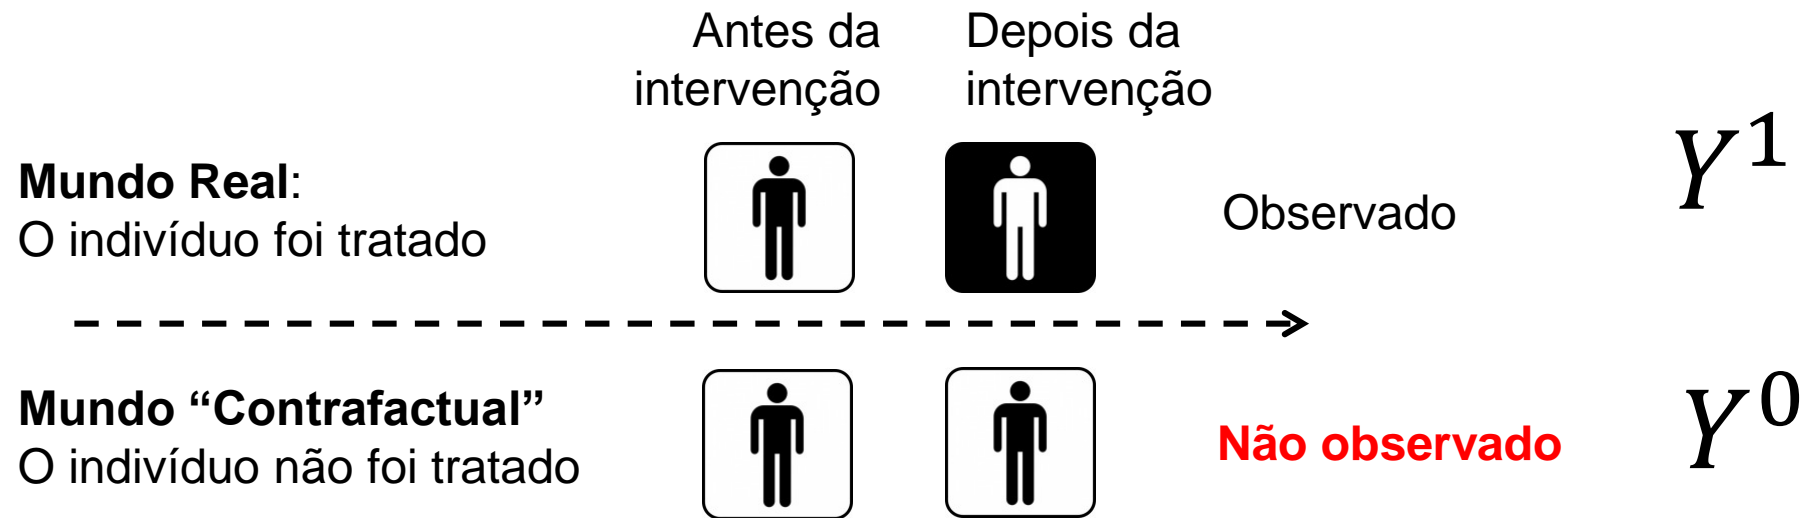 Antes da
intervenção
Depois da
intervenção
Mundo Real:
O indivíduo foi tratado
Observado
Y¹
Mundo “Contrafactual”
O indivíduo não foi tratado
Não observado
Y⁰